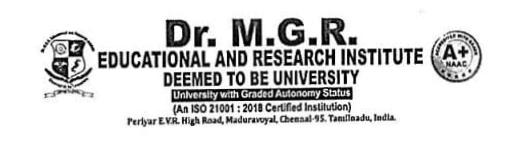 Dr. M.G.R.
EDUCATIONAL AND RESEARCH INSTITUTE
DEEMED TO BE UNIVERSITY
University with Graded Autonomy Status
(An ISO 21001 : 2018 Certified Institution)
Periyar E.V.R. High Road, Maduravoyal, Chennai-95. Tamilnadu, India.
A+
NAAC